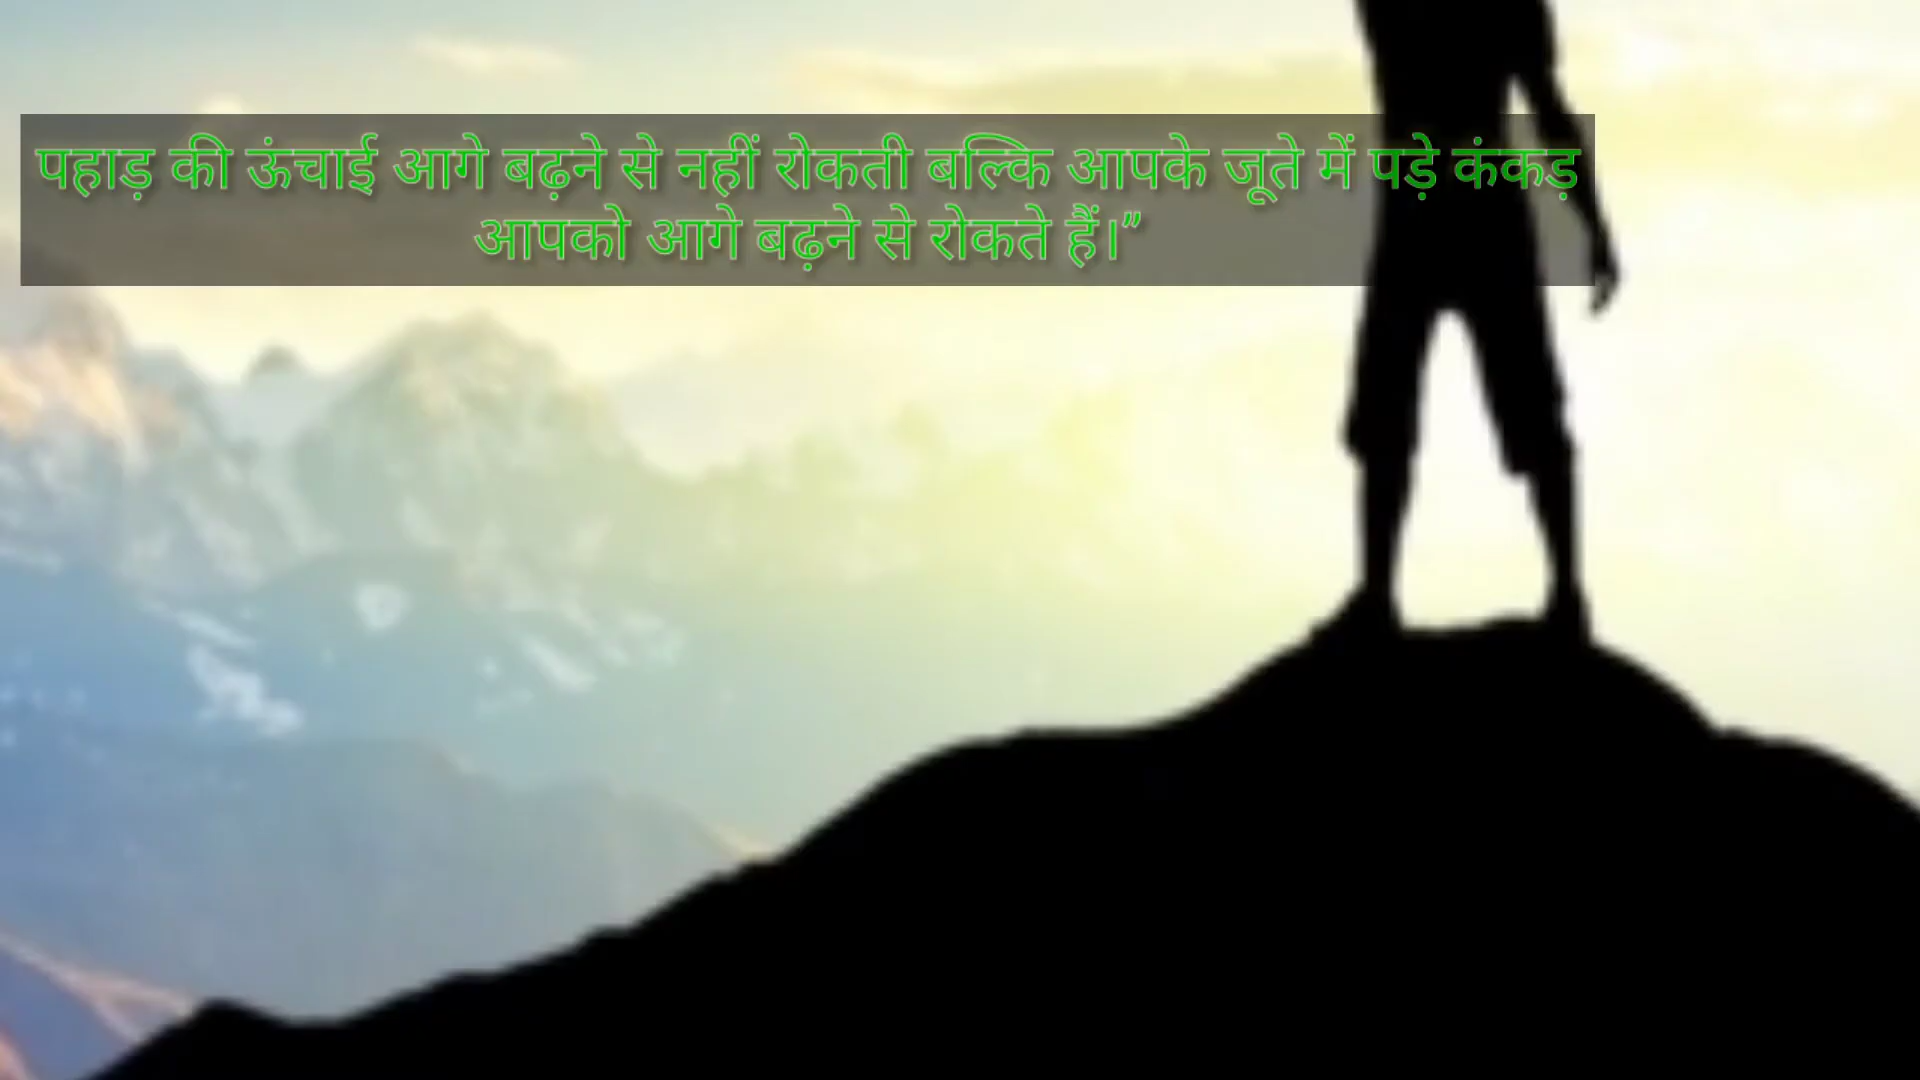 पहाड़ की ऊंचाई आगे बढ़ने से नहीं रोकती बल्कि आपके जूते में पड़े कंकड़
आपको आगे बढ़ने से रोकते हैं।”